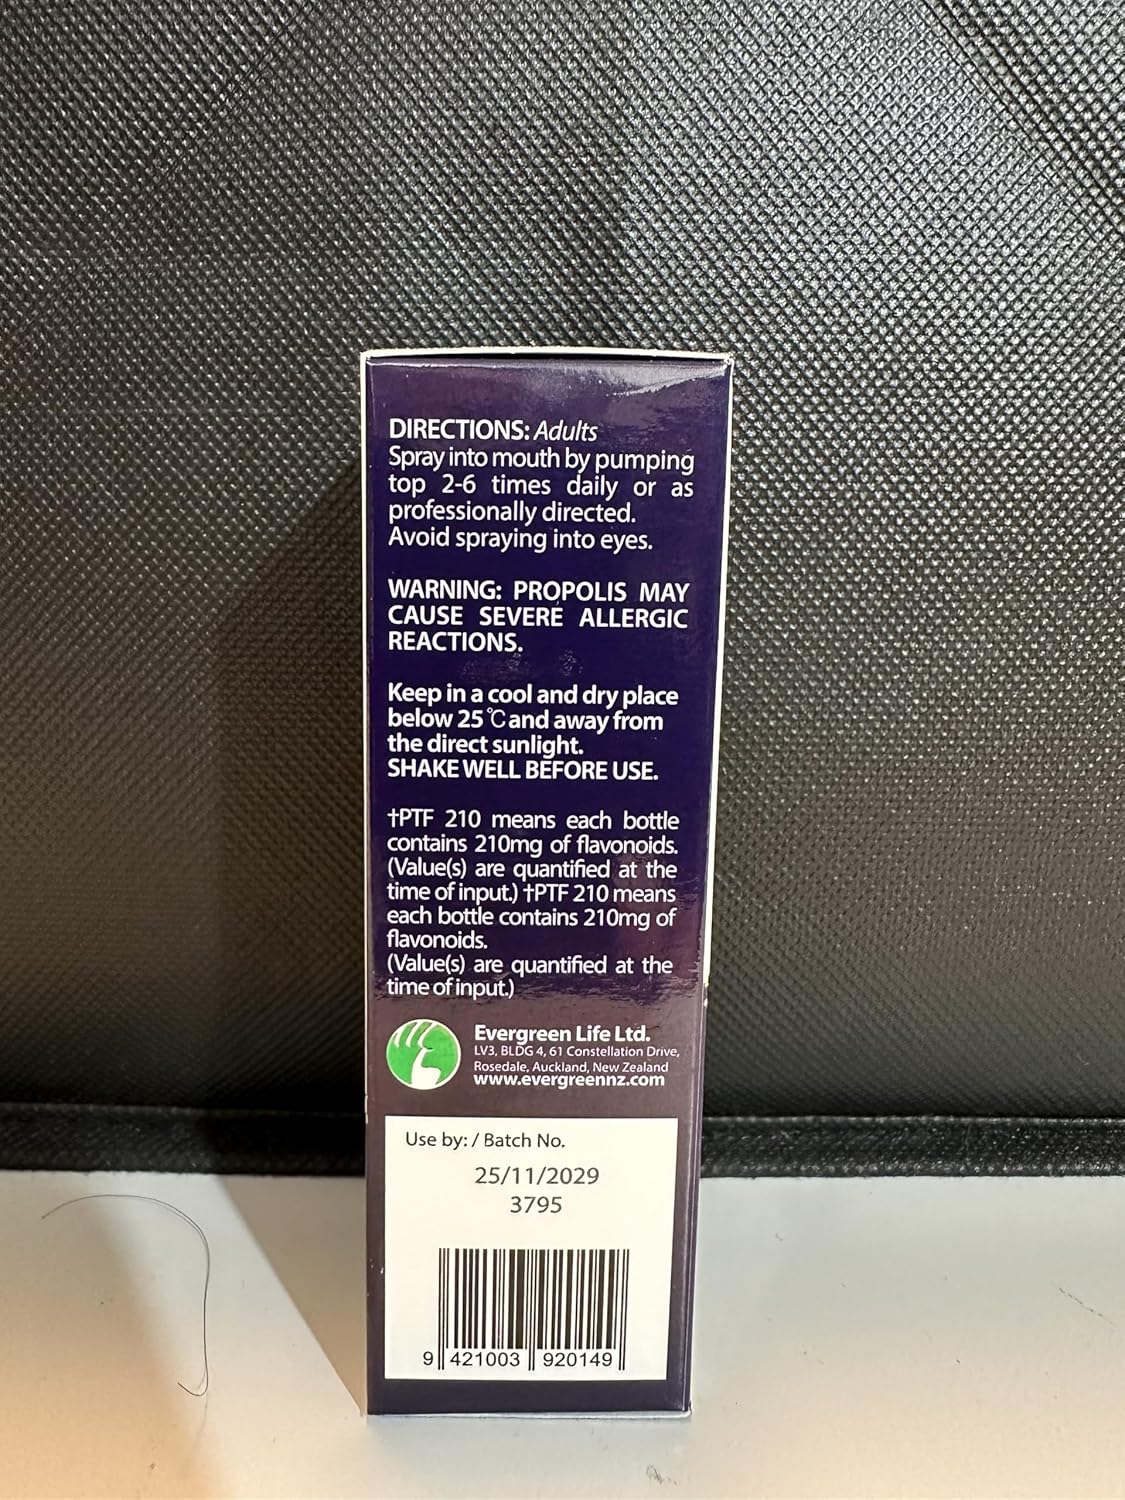 DIRECTIONS: Adults
Spray into mouth by pumping
top 2-6 times daily or as
professionally directed.
Avoid spraying into eyes.
WARNING: PROPOLIS MAY
CAUSE SEVERE ALLERGIC
REACTIONS.
Keep in a cool and dry place
below 25℃ and away from
the direct sunlight.
SHAKE WELL BEFORE USE.
†PTF 210 means each bottle
contains 210mg of flavonoids.
(Value(s) are quantified at the
time of input.) †PTF 210 means
each bottle contains 210mg of
flavonoids.
(Value(s) are quantified at the
time of input.)
Evergreen Life Ltd.
LV3, BLDG 4, 61 Constellation Drive,
Rosedale, Auckland, New Zealand
www.evergreennz.com
Use by: / Batch No.
25/11/2029
3795
9 421003 920149